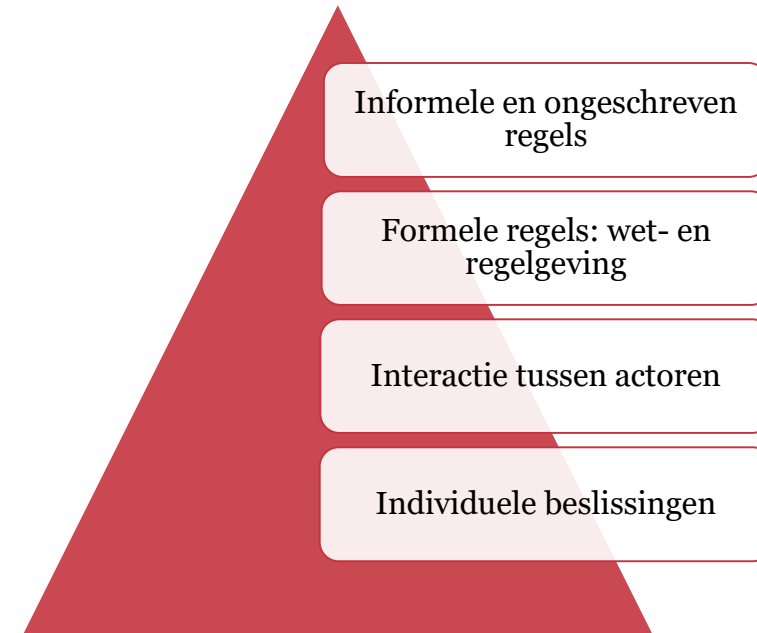 Informele en ongeschreven
regels
Formele regels: wet- en
regelgeving
Interactie tussen actoren
Individuele beslissingen